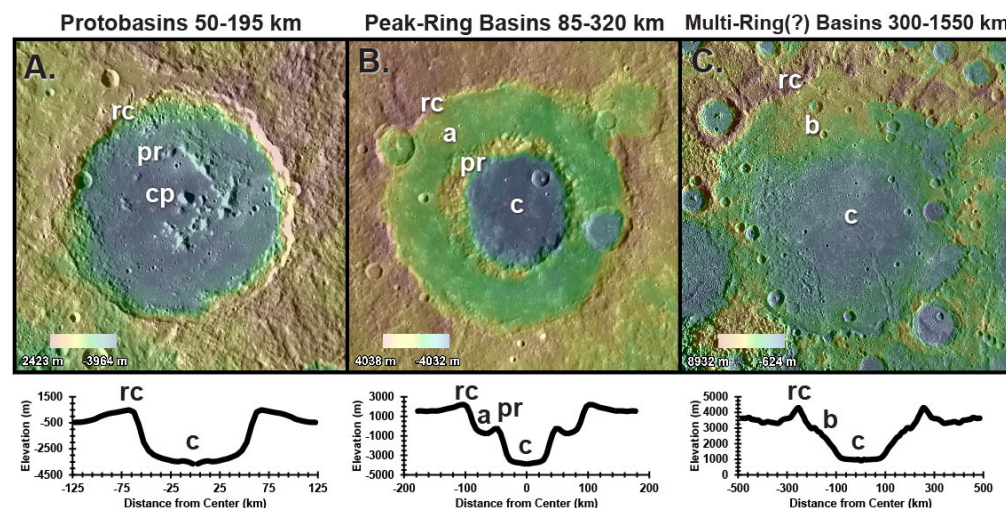 Protobasins 50-195 km
Peak-Ring Basins 85-320 km
Multi-Ring(?) Basins 300-1550 km
A.
rc
pr
cp
2423 m -3964 m
B.
rc
a
pr
c
4038 m -4032 m
C.
rc
b
c
8932 m -624 m
rc
c
Elevation (m)
1500
-500
-2500
-4500
-125 -75 -25 25 75 125
Distance from Center (km)
rc
a pr
c
Elevation (m)
3000
1000
-1000
-3000
-5000
-200 -100 0 100 200
Distance from Center (km)
rc
b
c
Elevation (m)
5000
4000
3000
2000
1000
0
-500 -300 -100 100 300 500
Distance from Center (km)